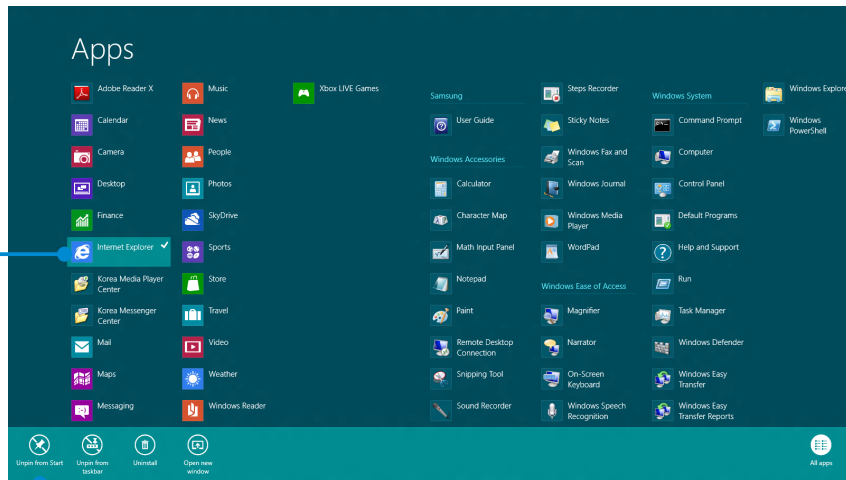 Apps
Adobe Reader X
Calendar
Camera
Desktop
Finance
Internet Explorer
Korea Media Player
Center
Korea Messenger
Center
Mail
Maps
Messaging
Music
News
People
Photos
SkyDrive
Sports
Store
Travel
Video
Weather
Windows Reader
Xbox LIVE Games
Samsung
User Guide
Windows Accessories
Calculator
Character Map
Math Input Panel
Notepad
Paint
Remote Desktop
Connection
Snipping Tool
Sound Recorder
Steps Recorder
Sticky Notes
Windows Fax and
Scan
Windows Journal
Windows Media
Player
WordPad
Windows Ease of Access
Magnifier
Narrator
On-Screen
Keyboard
Windows Speech
Recognition
Windows System
Command Prompt
Computer
Control Panel
Default Programs
Help and Support
Run
Task Manager
Windows Defender
Windows Easy
Transfer
Windows Easy
Transfer Reports
Windows Explore
Windows
PowerShell
Unpin from Start
Unpin from
taskbar
Uninstall
Open new
window
All apps